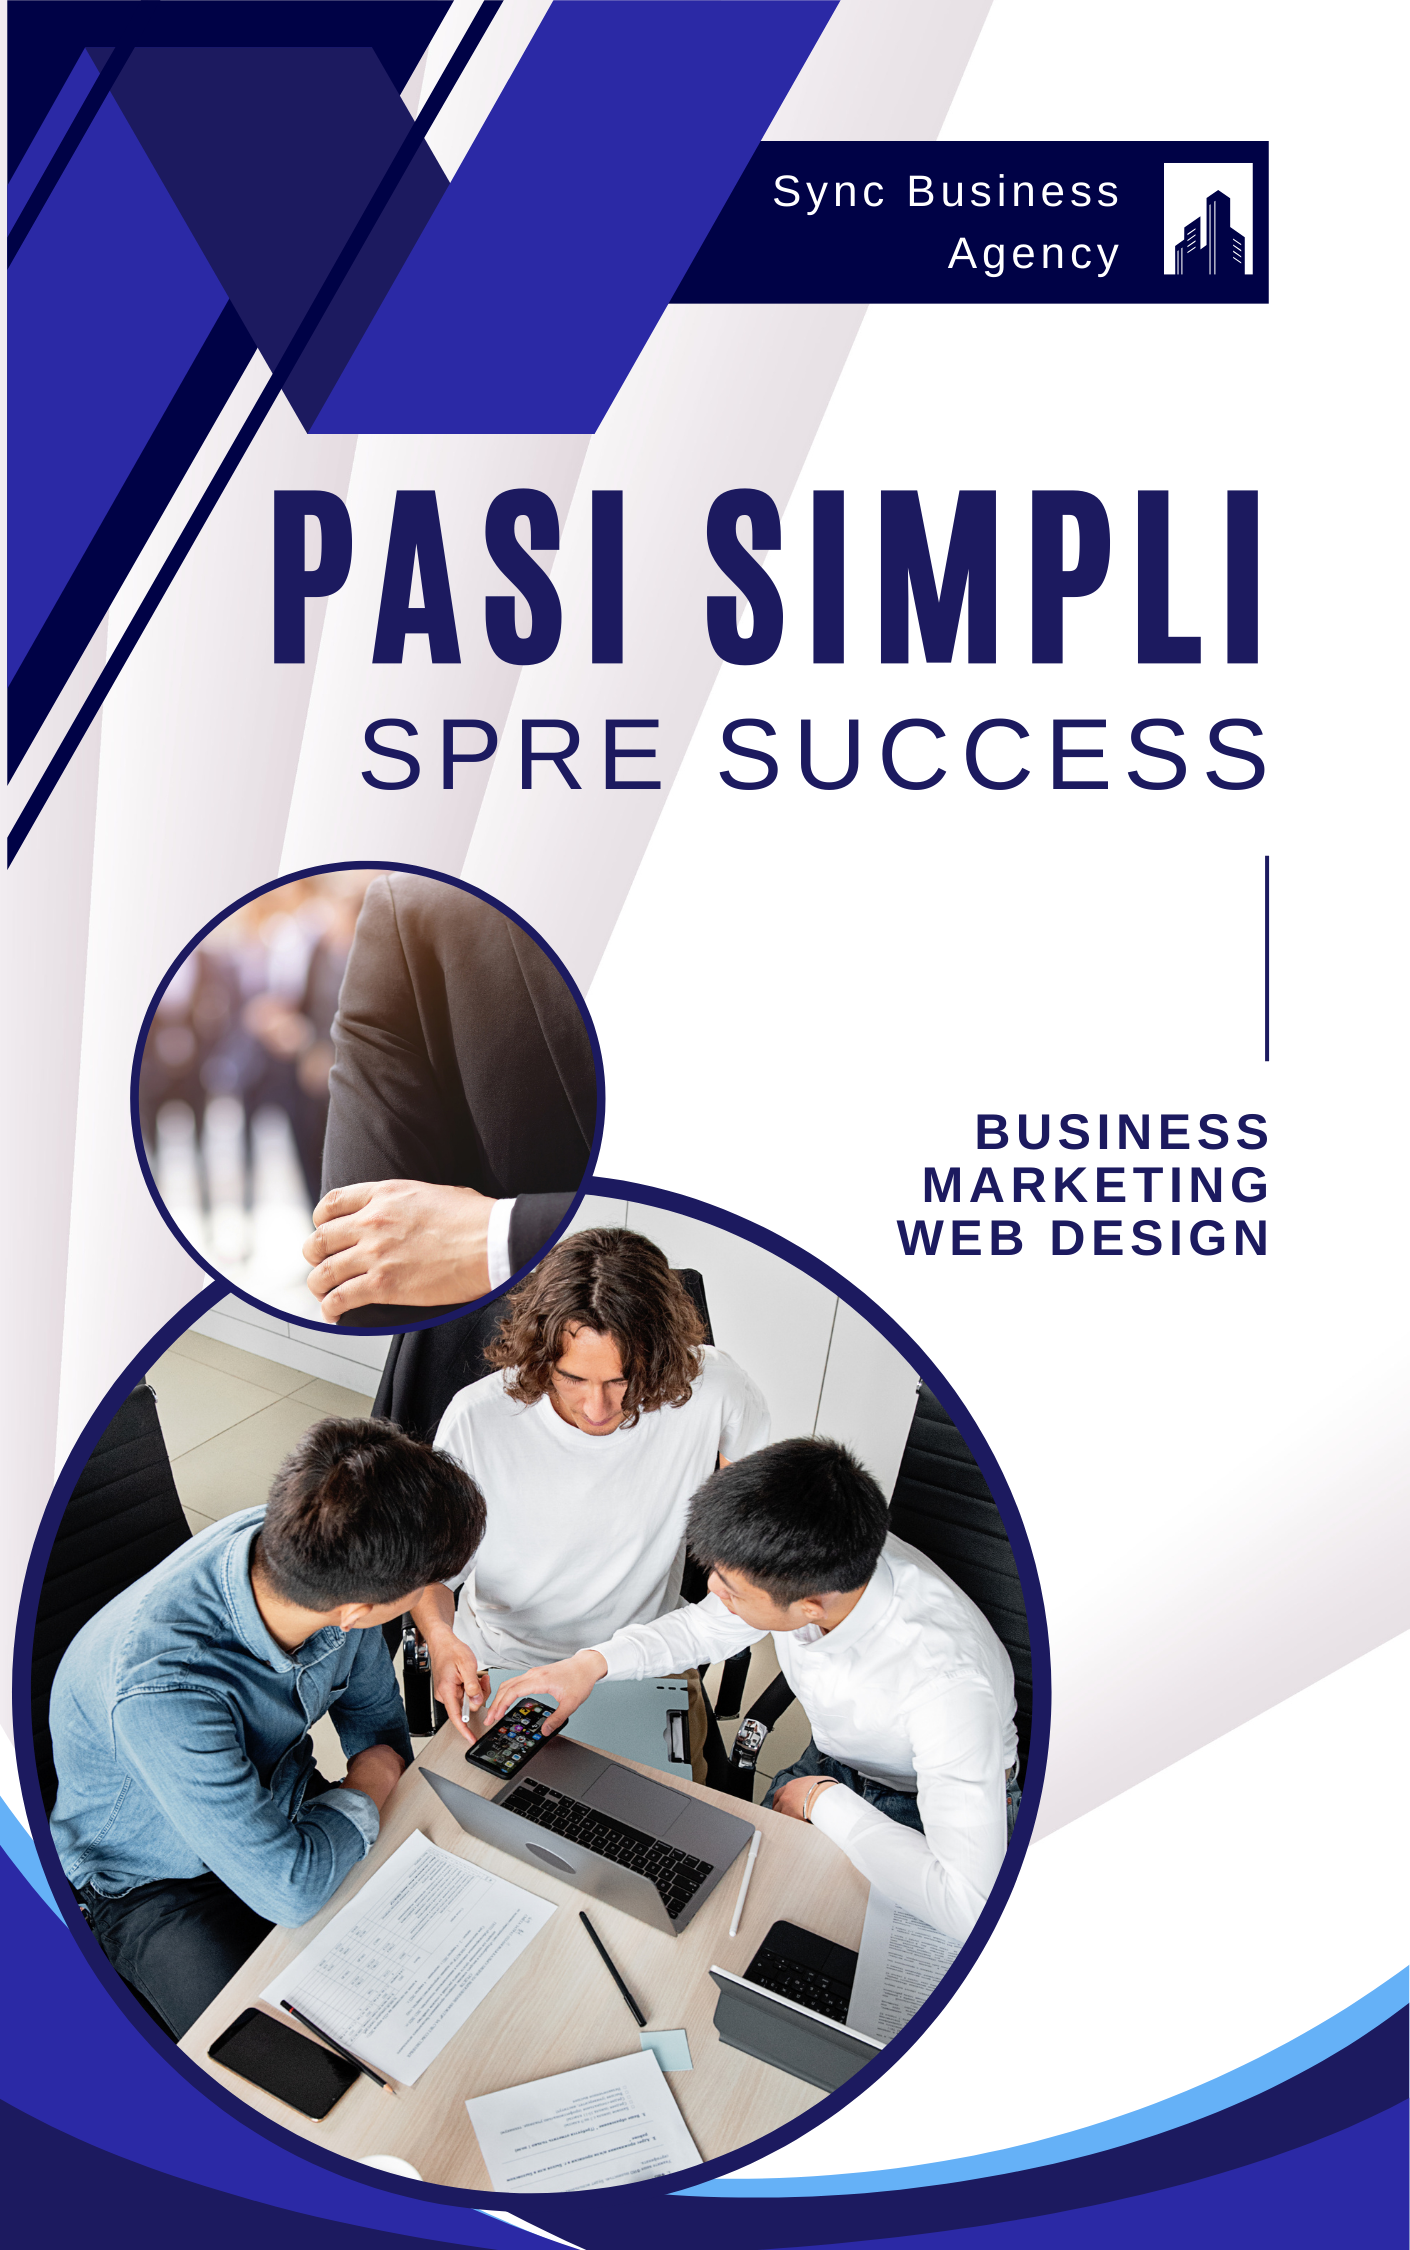 Sync Business
Agency
PASI SIMPLI
SPRE SUCCESS
BUSINESS
MARKETING
WEB DESIGN